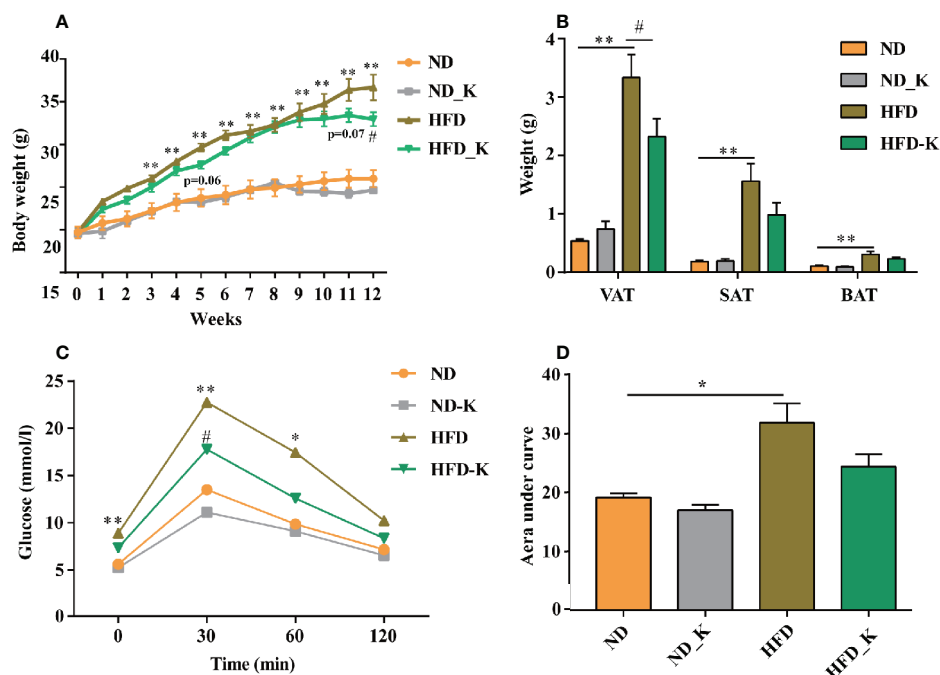 A
40
35
30
25
20
15
Body weight (g)
** ** ** ** ** ** ** ** ** **
p=0.06
p=0.07
#
0 1 2 3 4 5 6 7 8 9 10 11 12
Weeks
ND
ND_K
HFD
HFD_K
B
4
3
2
1
0
Weight (g)
** #
**
**
VAT SAT BAT
ND
ND_K
HFD
HFD-K
C
25
20
15
10
5
0
Glucose (mmol/l)
**
**
#
*
0 30 60 120
Time (min)
ND
ND-K
HFD
HFD-K
D
40
30
20
10
0
Aera under curve
*
ND ND_K HFD HFD_K